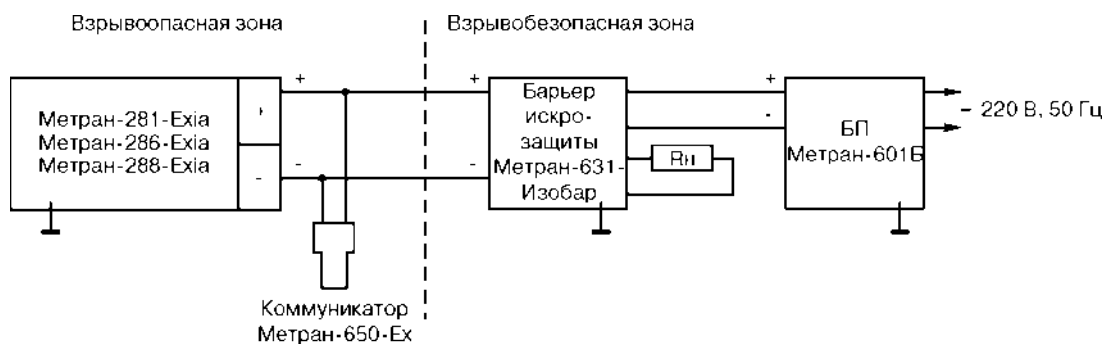 Взрывоопасная зона
Взрывобезопасная зона
+
+
+
Метран-281-Exia
Метран-286-Exia
Метран-288-Exia
+
-
-
-
-
Барьер
искро-
защиты
Метран-631-
Изобар
Rн
БП
Метран-601Б
~ 220 В, 50 Гц
Коммуникатор
Метран-650-Ex